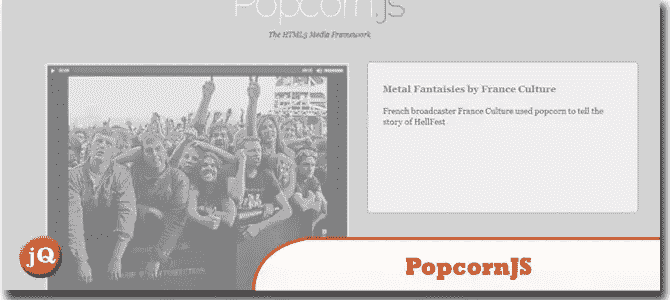 Popcorn.js
The HTML5 Media Framework
Metal Fantaisies by France Culture
French broadcaster France Culture used popcorn to tell the
story of HellFest
jQ
PopcornJS